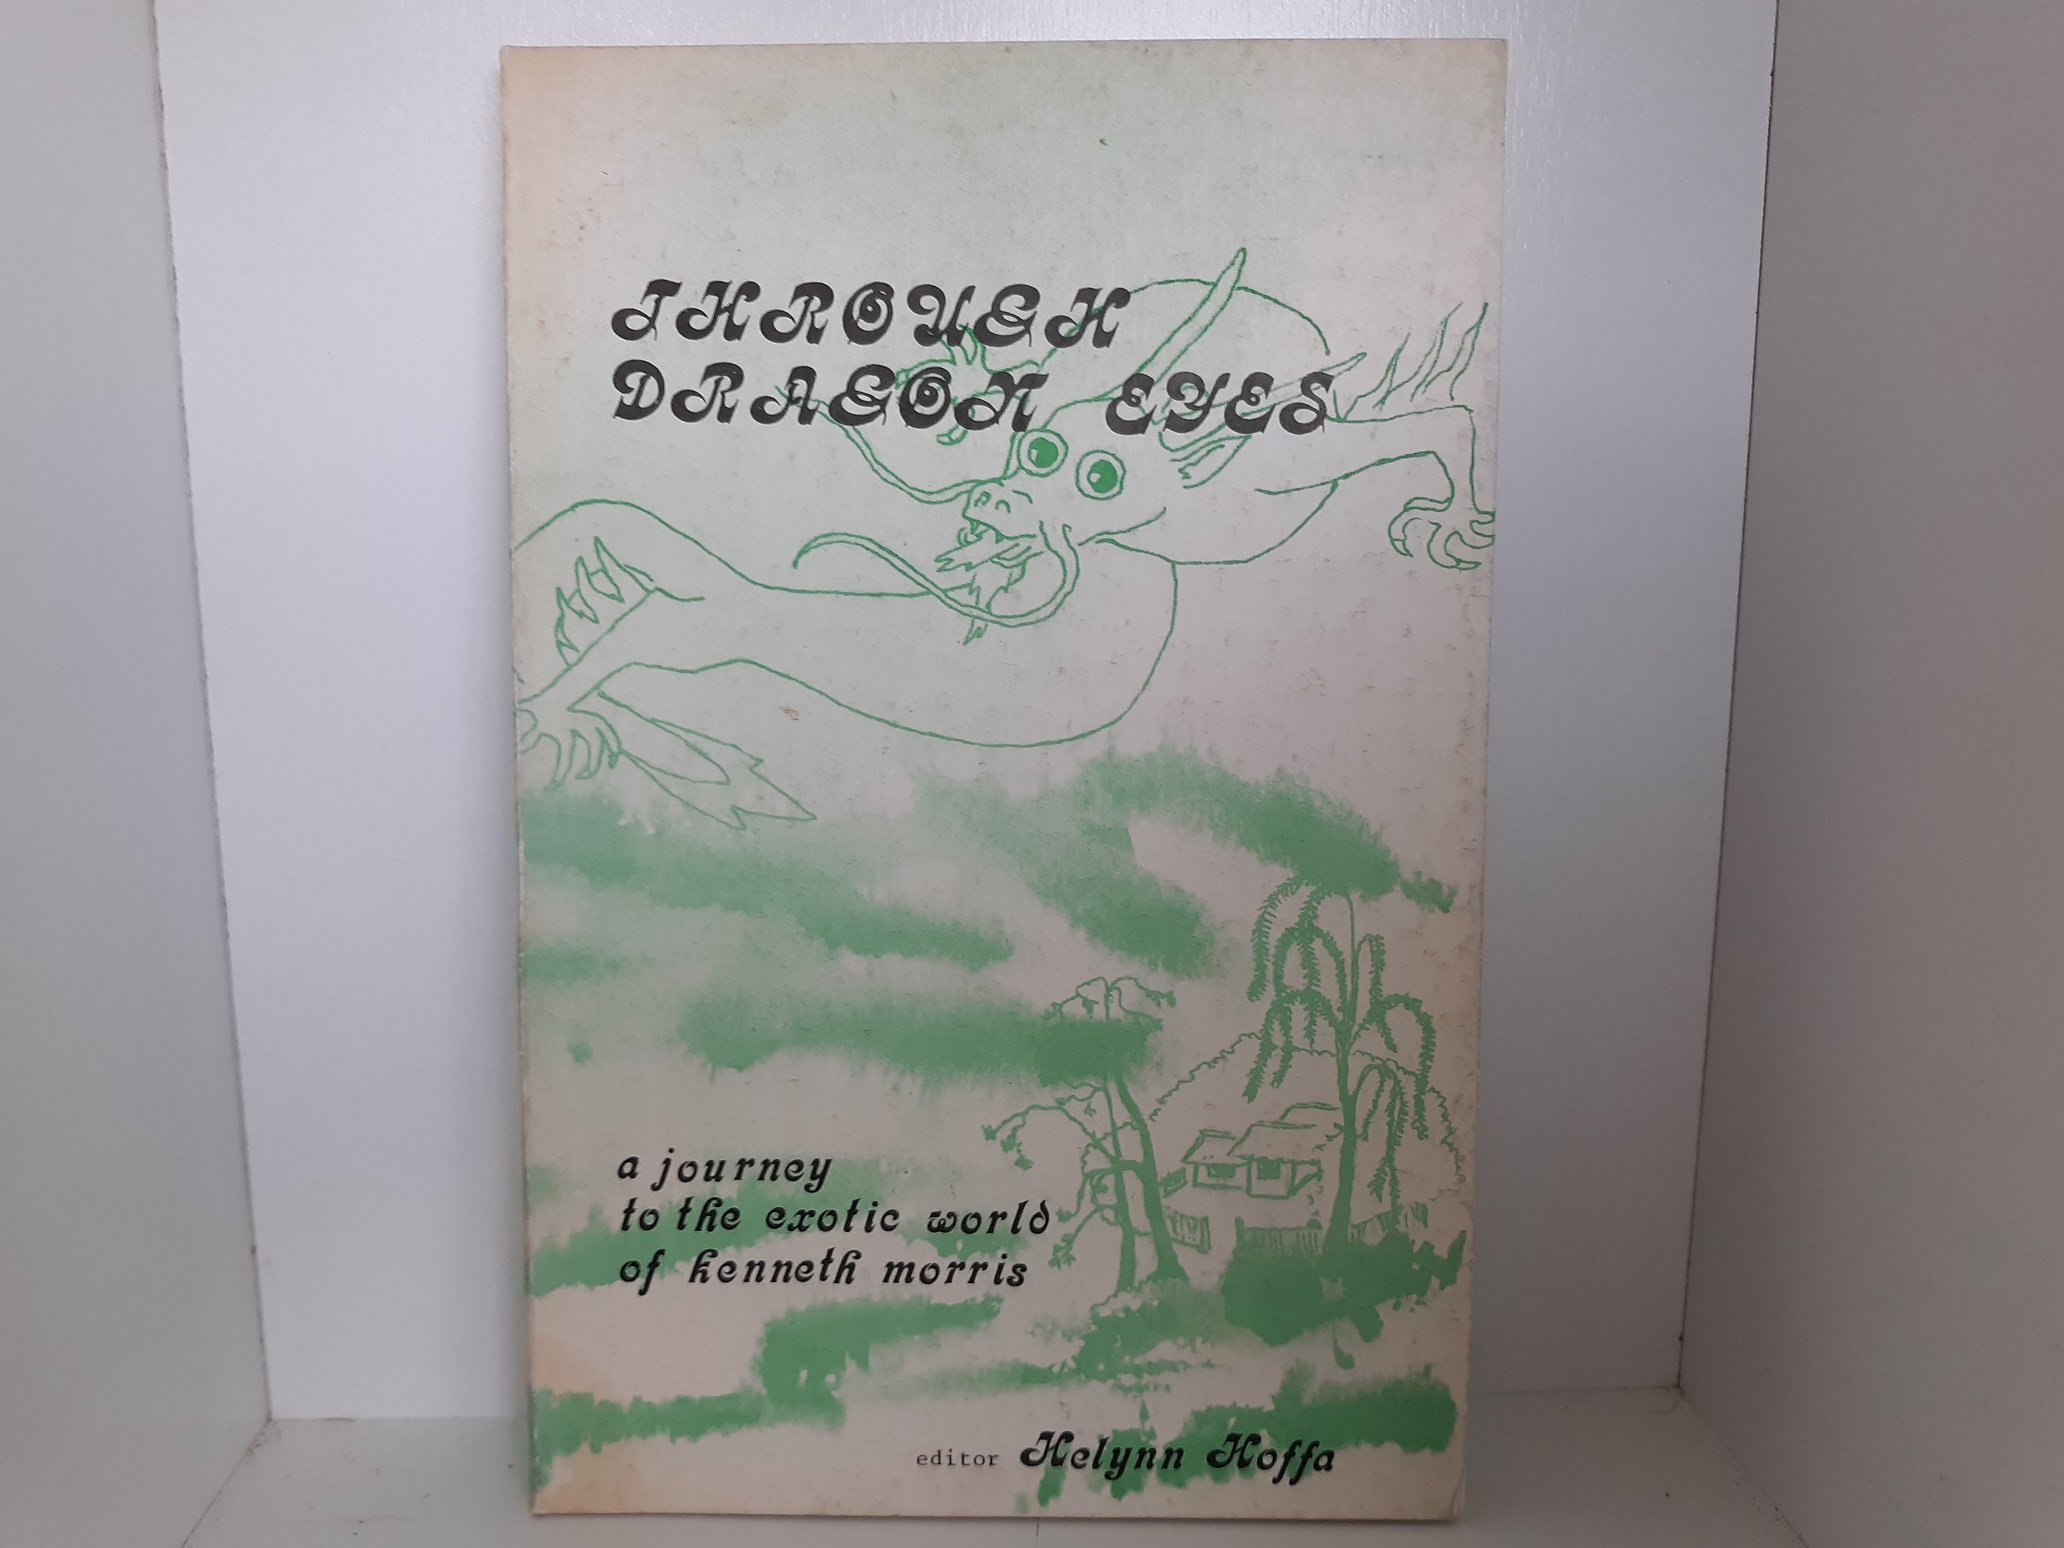 THROUGH
DRAGON EYES
a journey
to the exotic world
of kenneth morris
editor Helynn Hoffa